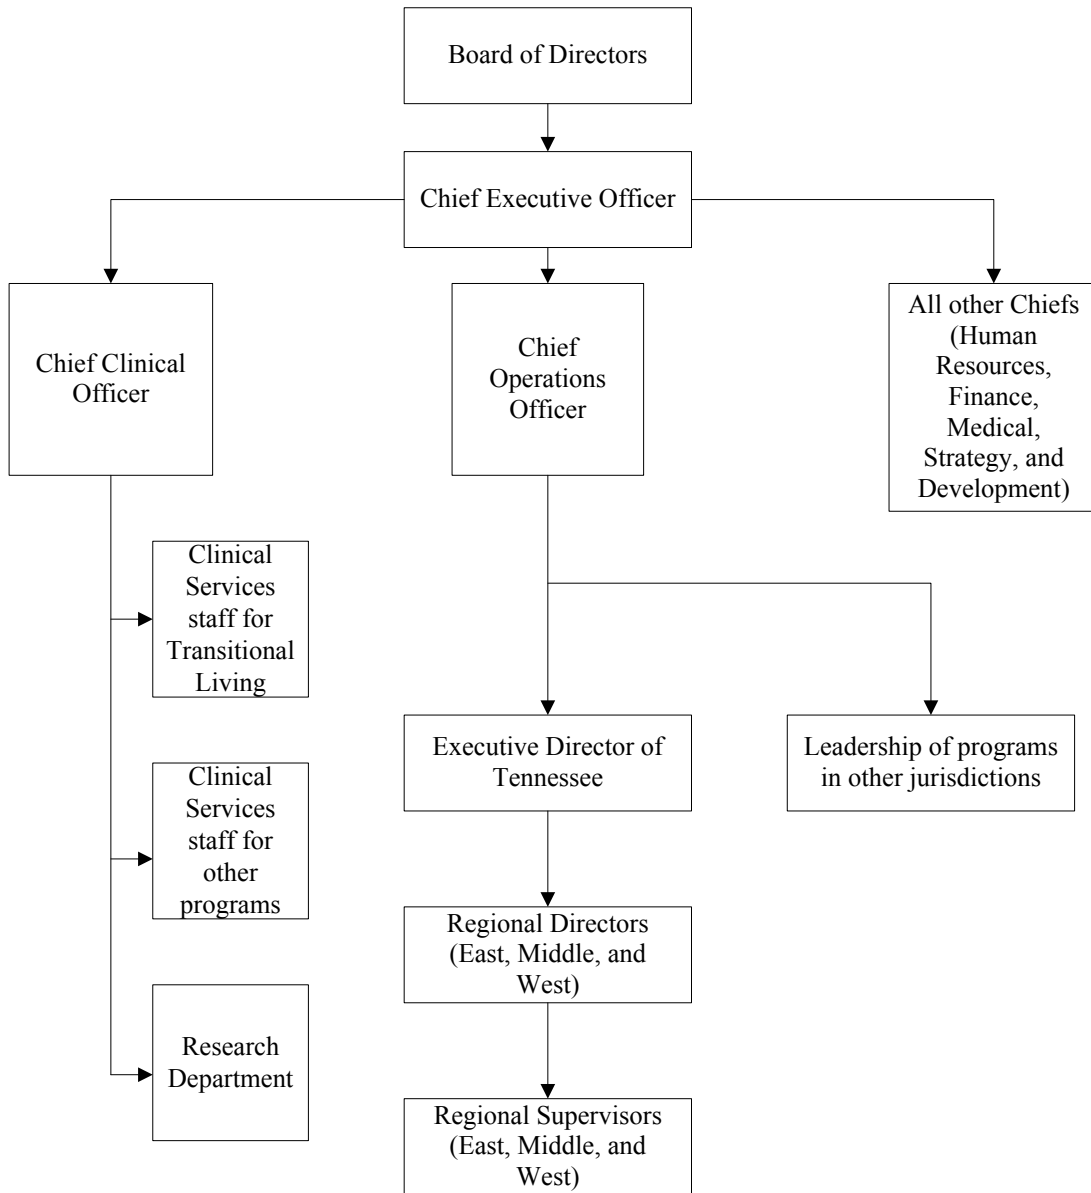 Board of Directors
Chief Executive Officer
Chief Clinical
Officer
Chief
Operations
Officer
All other Chiefs
(Human
Resources,
Finance,
Medical,
Strategy, and
Development)
Clinical
Services
staff for
Transitional
Living
Clinical
Services
staff for
other
programs
Research
Department
Executive Director of
Tennessee
Leadership of programs
in other jurisdictions
Regional Directors
(East, Middle, and
West)
Regional Supervisors
(East, Middle, and
West)